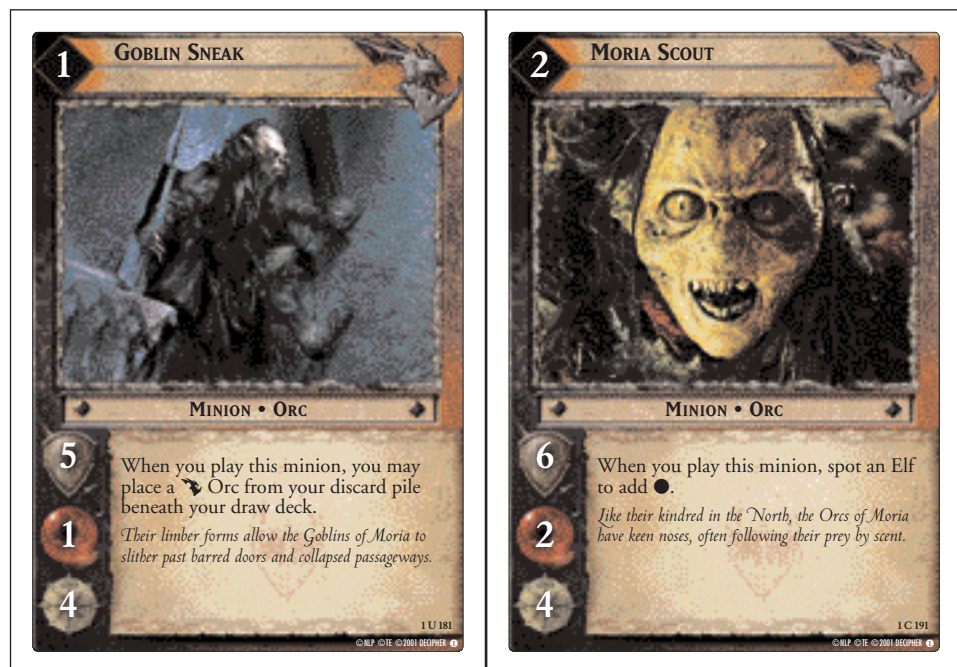 1
GOBLIN SNEAK
MINION • ORC
5
When you play this minion, you may
place a Orc from your discard pile
beneath your draw deck.
1
Their limber forms allow the Goblins of Moria to
slither past barred doors and collapsed passageways.
4
1 U 181
©NLP ©TE ©2001 DECIPHER
2
MORIA SCOUT
MINION • ORC
6
When you play this minion, spot an Elf
to add ●.
2
Like their kindred in the North, the Orcs of Moria
have keen noses, often following their prey by scent.
4
1 C 191
©NLP ©TE ©2001 DECIPHER